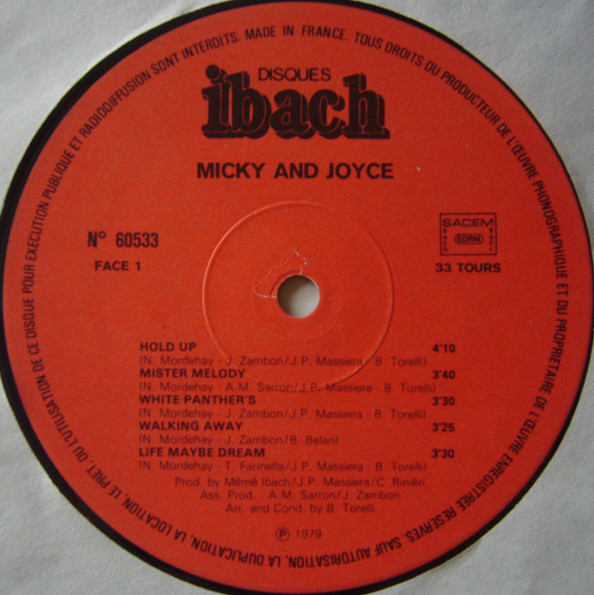 DISQUES
ibach
MICKY AND JOYCE
N° 60533
FACE 1
SACEM
SDRM
SACD
SGDL
33 TOURS
HOLD UP 4'10
(N. Mordehay - J. Zambon/J.P. Massiera - B. Torelli)
MISTER MELODY 3'40
(N. Mordehay - A.M. Sarron/J.P. Massiera - B. Torelli)
WHITE PANTHER'S 3'30
(N. Mordehay - J. Zambon/J.P. Massiera - B. Torelli)
WALKING AWAY 3'25
(N. Mordehay - J. Zambon/B. Belan)
LIFE MAYBE DREAM 3'30
(N. Mordehay - T. Farinella/J.P. Massiera - B. Torelli)
Prod. by Mémé Ibach/J.P. Massiera/C. Riniéri
Ass. Prod. : A.M. Sarron/J. Zambon
Arr. and Cond. by B. Torelli
Ⓟ 1979
MADE IN FRANCE. TOUS DROITS DU PRODUCTEUR DE L'ŒUVRE PHONOGRAPHIQUE ET DU PROPRIETAIRE DE L'ŒUVRE ENREGISTREE RESERVES. SAUF AUTORISATION, LA DUPLICATION, LA LOCATION, LE PRET, OU L'UTILISATION DE CE DISQUE POUR EXECUTION PUBLIQUE ET RADIODIFFUSION SONT INTERDITS.